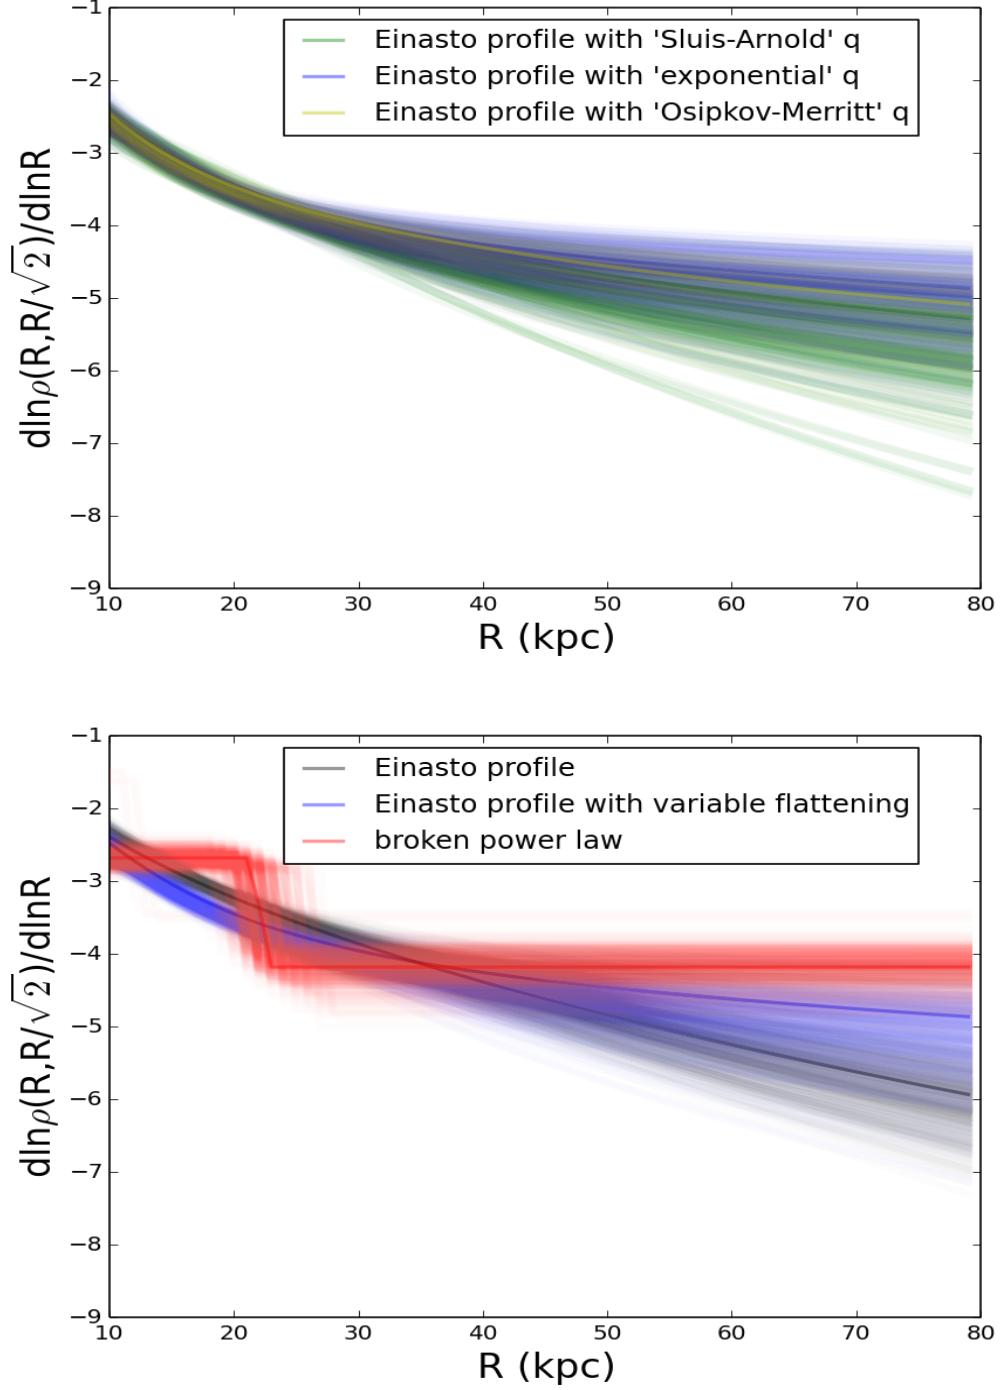 −1
−2
−3
−4
−5
−6
−7
−8
−9
dlnρ(R,R/√2)/dlnR
Einasto profile with 'Sluis-Arnold' q
Einasto profile with 'exponential' q
Einasto profile with 'Osipkov-Merritt' q
10 20 30 40 50 60 70 80
R (kpc)
−1
−2
−3
−4
−5
−6
−7
−8
−9
dlnρ(R,R/√2)/dlnR
Einasto profile
Einasto profile with variable flattening
broken power law
10 20 30 40 50 60 70 80
R (kpc)